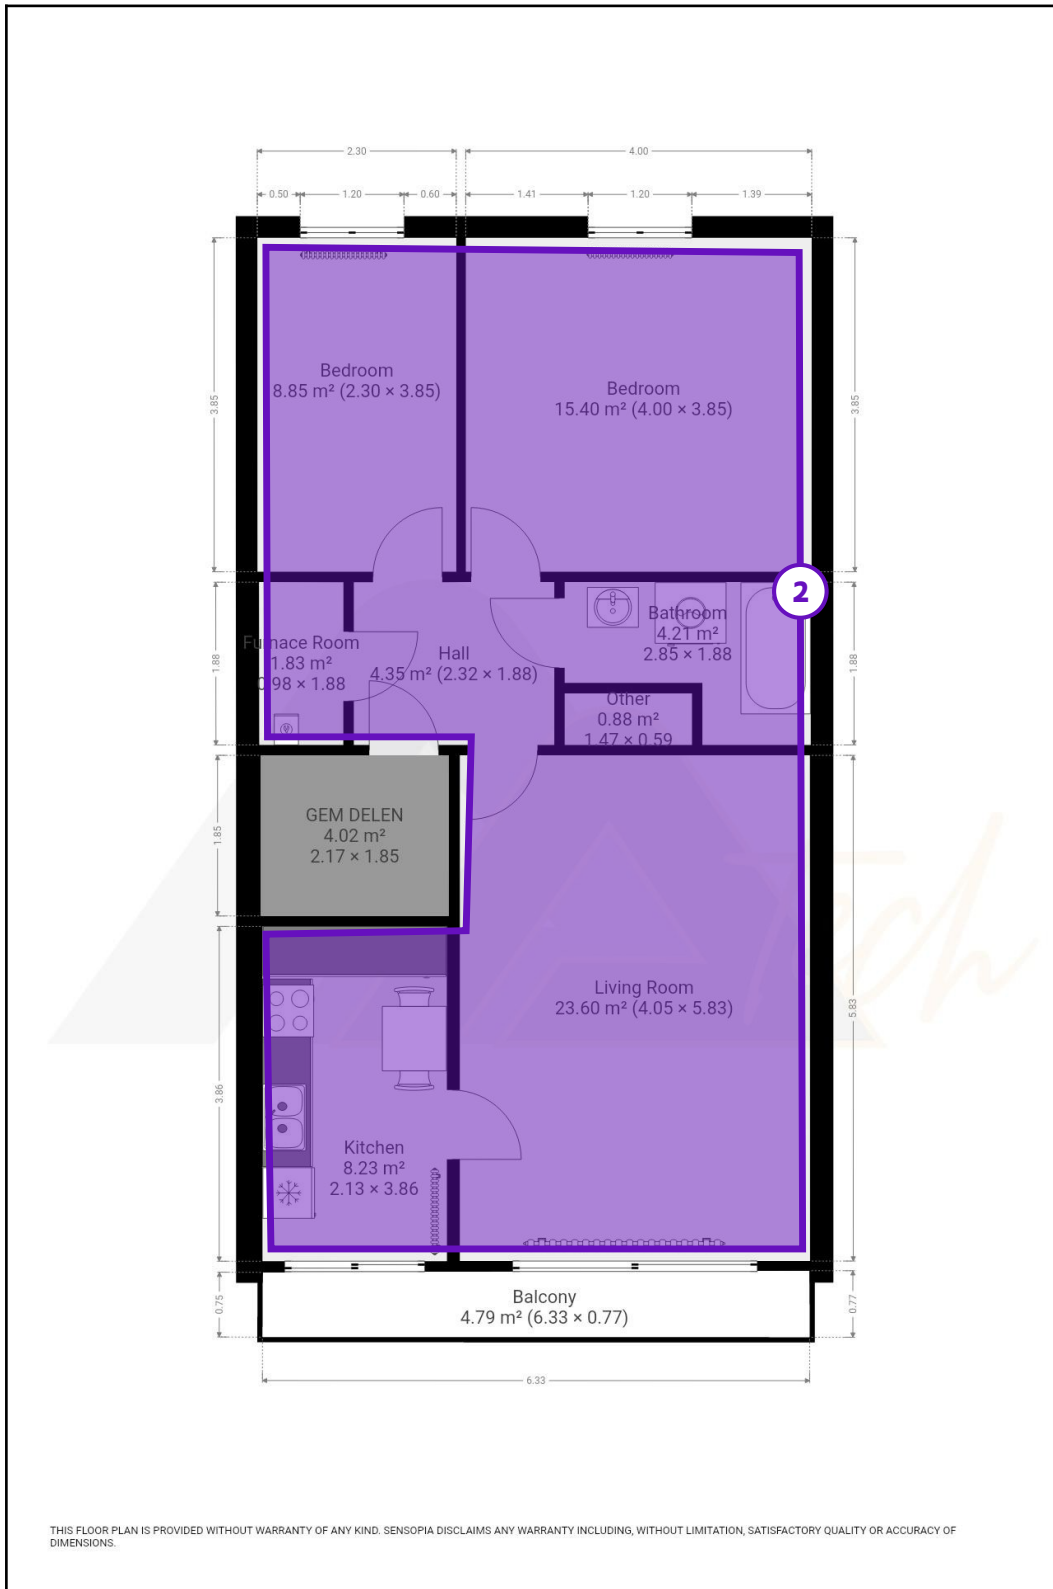 2.30
4.00
0.50
1.20
0.60
1.41
1.20
1.39
3.85
3.85
Bedroom
8.85 m² (2.30 × 3.85)
Bedroom
15.40 m² (4.00 × 3.85)
2
Furnace Room
1.83 m²
0.98 × 1.88
Hall
4.35 m² (2.32 × 1.88)
Bathroom
4.21 m²
2.85 × 1.88
Other
0.88 m²
1.47 × 0.59
1.88
1.88
GEM DELEN
4.02 m²
2.17 × 1.85
1.85
Tech
Living Room
23.60 m² (4.05 × 5.83)
5.83
3.86
Kitchen
8.23 m²
2.13 × 3.86
Balcony
4.79 m² (6.33 × 0.77)
0.75
0.77
6.33
THIS FLOOR PLAN IS PROVIDED WITHOUT WARRANTY OF ANY KIND. SENSOPIA DISCLAIMS ANY WARRANTY INCLUDING, WITHOUT LIMITATION, SATISFACTORY QUALITY OR ACCURACY OF
DIMENSIONS.